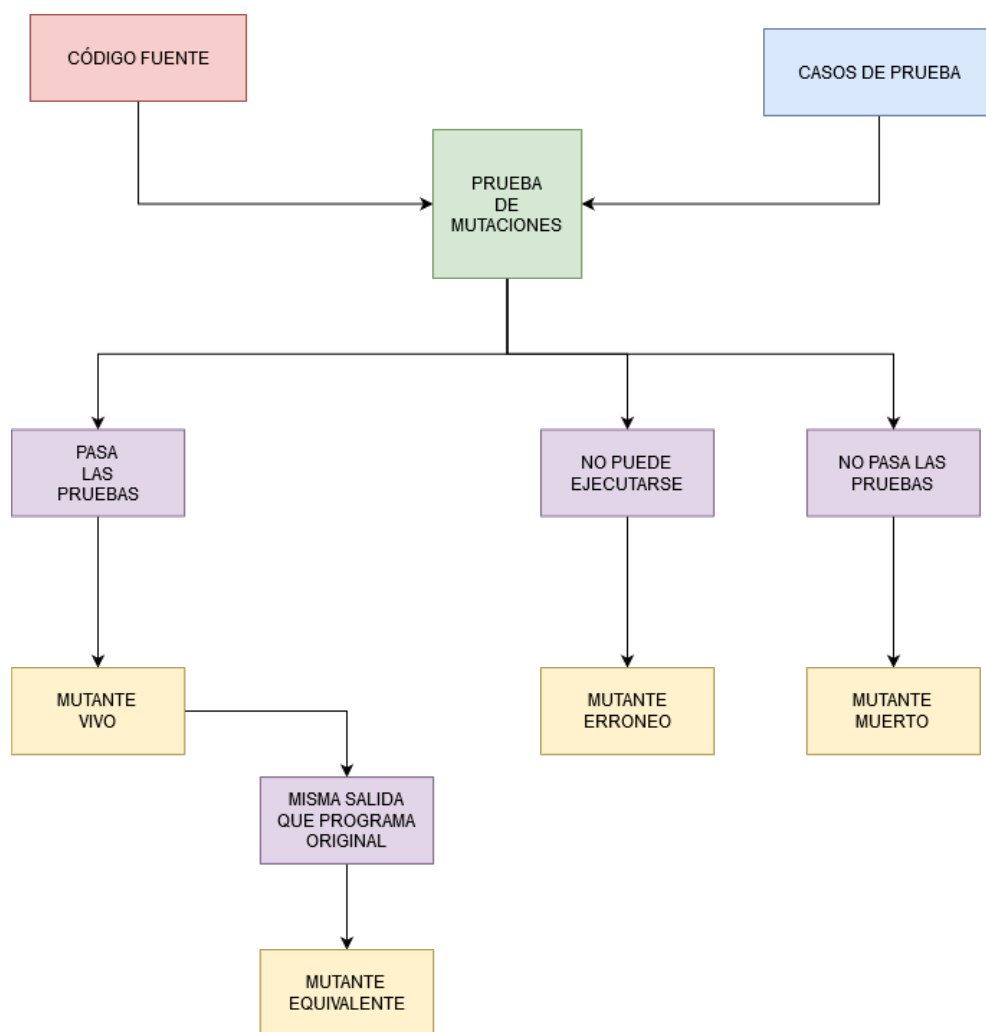 CÓDIGO FUENTE
CASOS DE PRUEBA
PRUEBA
DE
MUTACIONES
PASA
LAS
PRUEBAS
NO PUEDE
EJECUTARSE
NO PASA LAS
PRUEBAS
MUTANTE
VIVO
MUTANTE
ERRONEO
MUTANTE
MUERTO
MISMA SALIDA
QUE PROGRAMA
ORIGINAL
MUTANTE
EQUIVALENTE